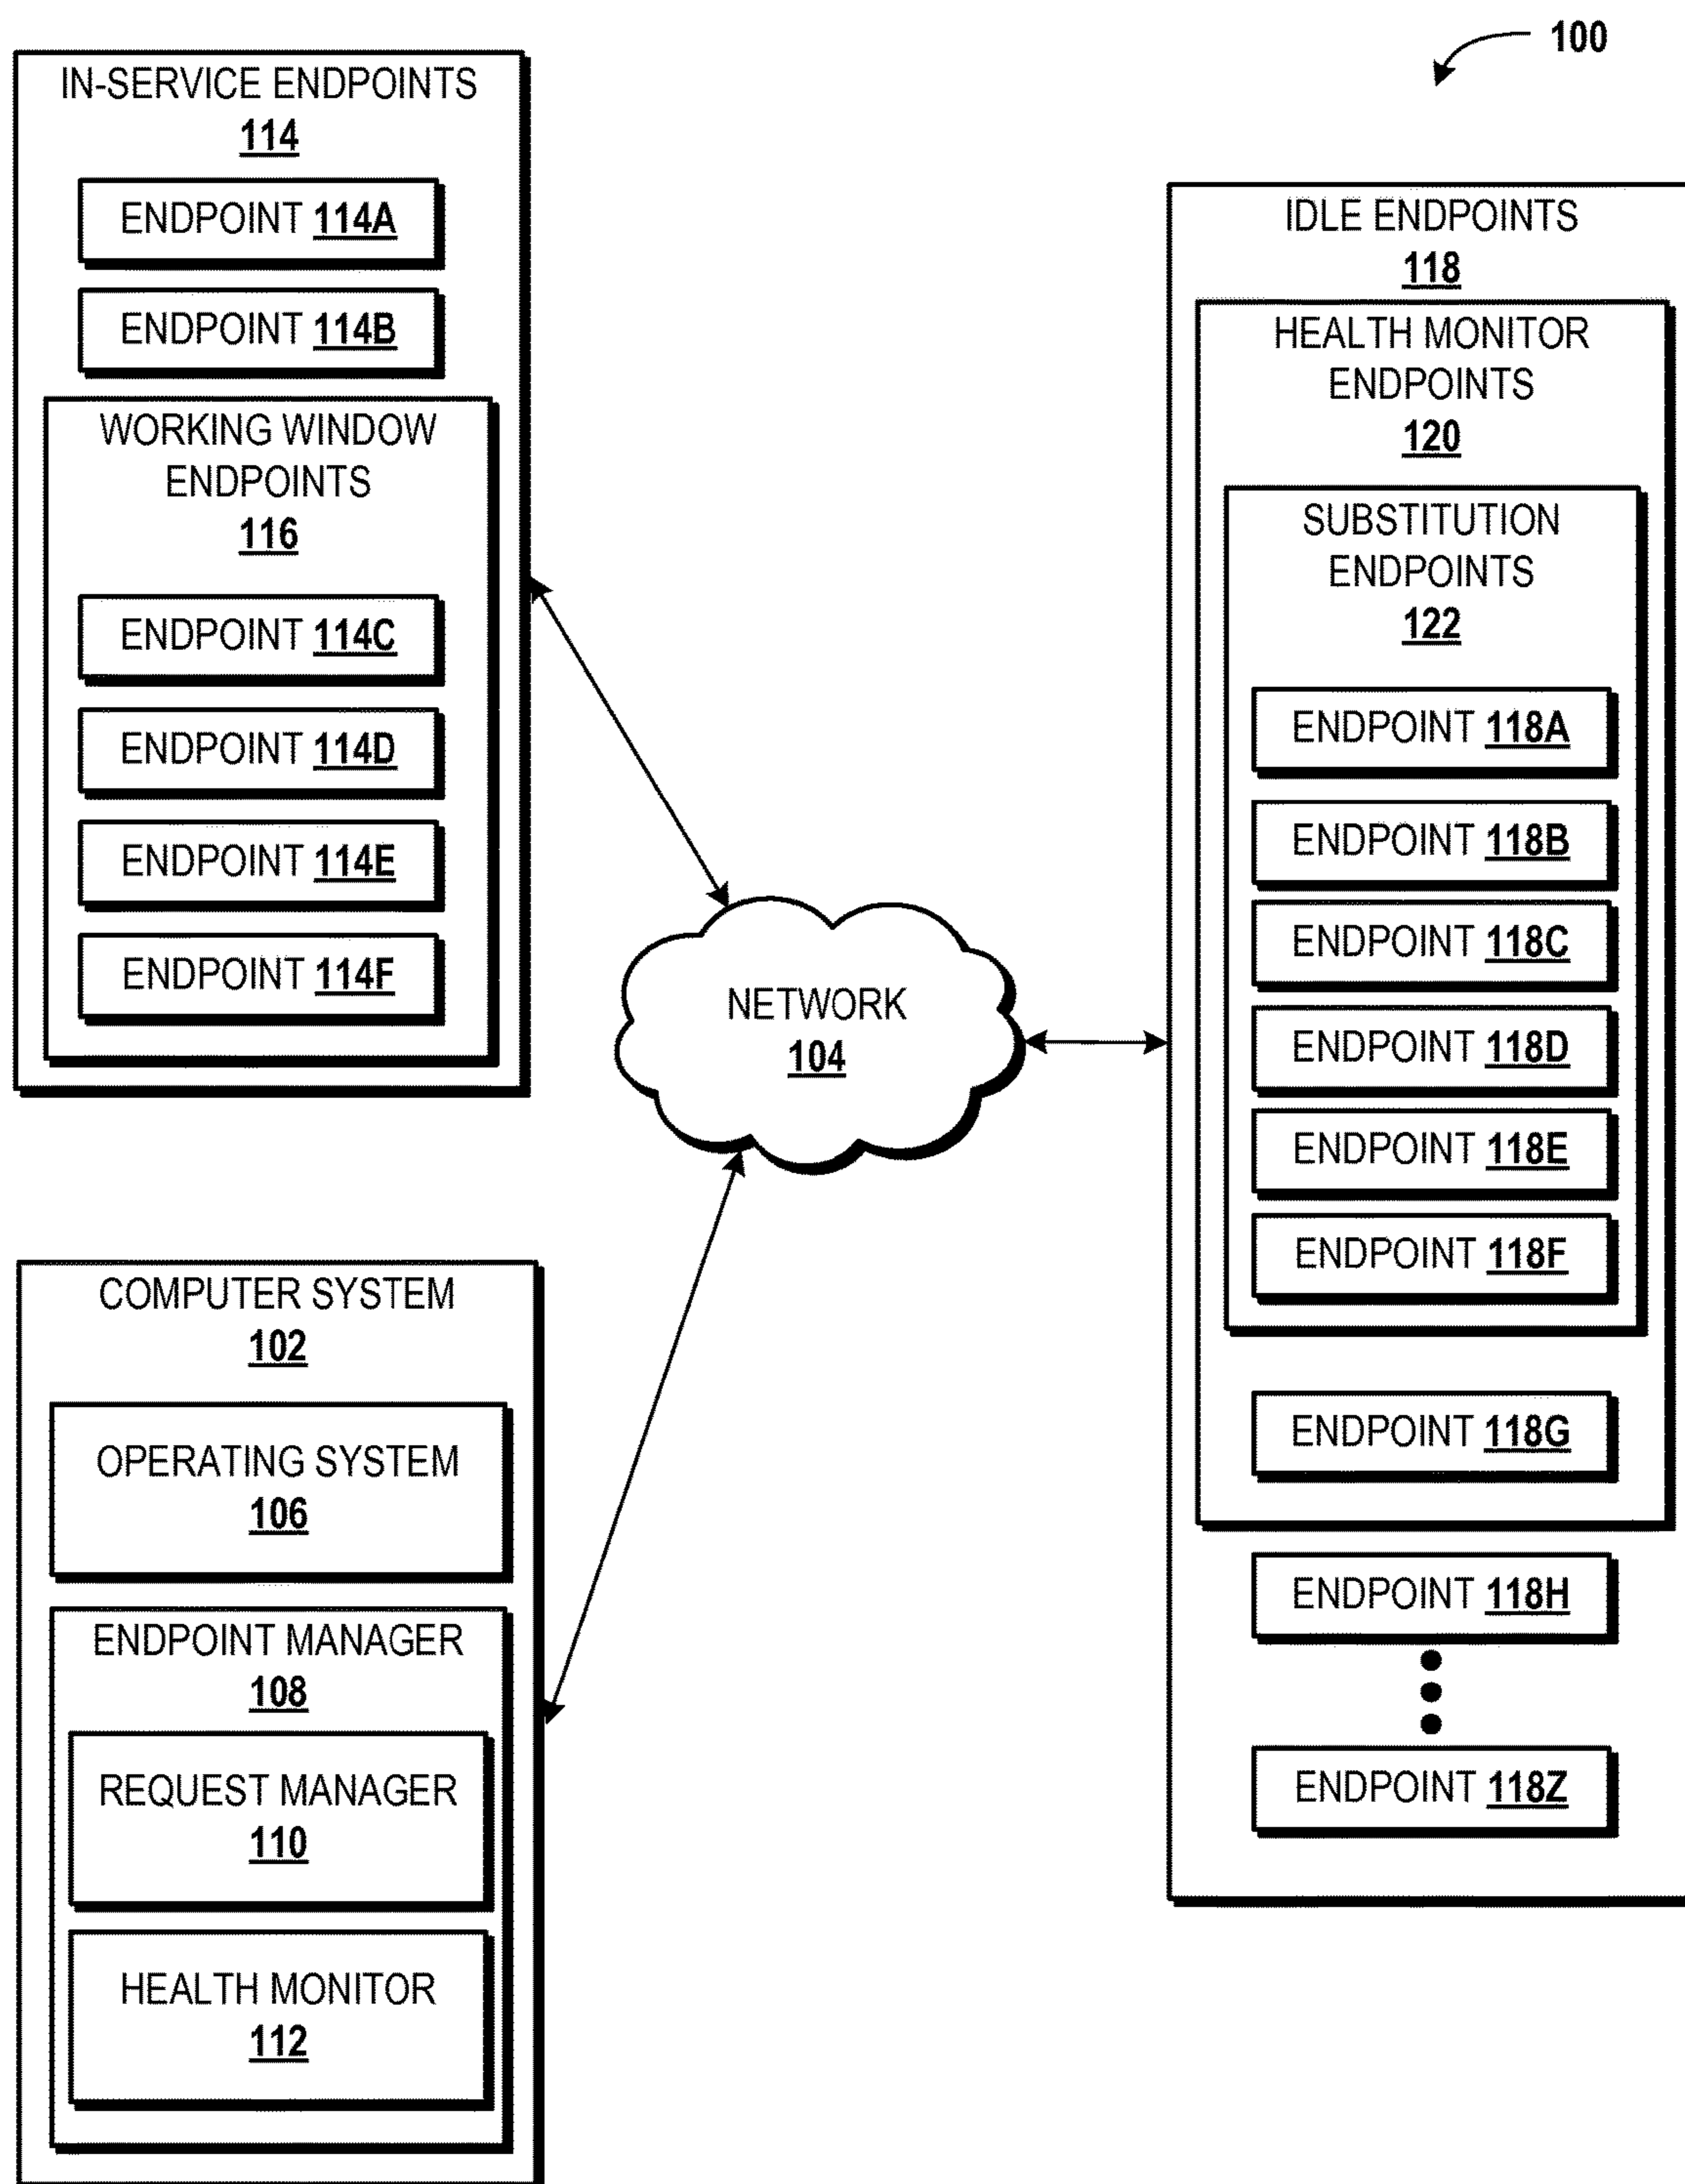 100
IN-SERVICE ENDPOINTS
114
ENDPOINT 114A
ENDPOINT 114B
WORKING WINDOW
ENDPOINTS
116
ENDPOINT 114C
ENDPOINT 114D
ENDPOINT 114E
ENDPOINT 114F
NETWORK
104
COMPUTER SYSTEM
102
OPERATING SYSTEM
106
ENDPOINT MANAGER
108
REQUEST MANAGER
110
HEALTH MONITOR
112
IDLE ENDPOINTS
118
HEALTH MONITOR
ENDPOINTS
120
SUBSTITUTION
ENDPOINTS
122
ENDPOINT 118A
ENDPOINT 118B
ENDPOINT 118C
ENDPOINT 118D
ENDPOINT 118E
ENDPOINT 118F
ENDPOINT 118G
ENDPOINT 118H
ENDPOINT 118Z